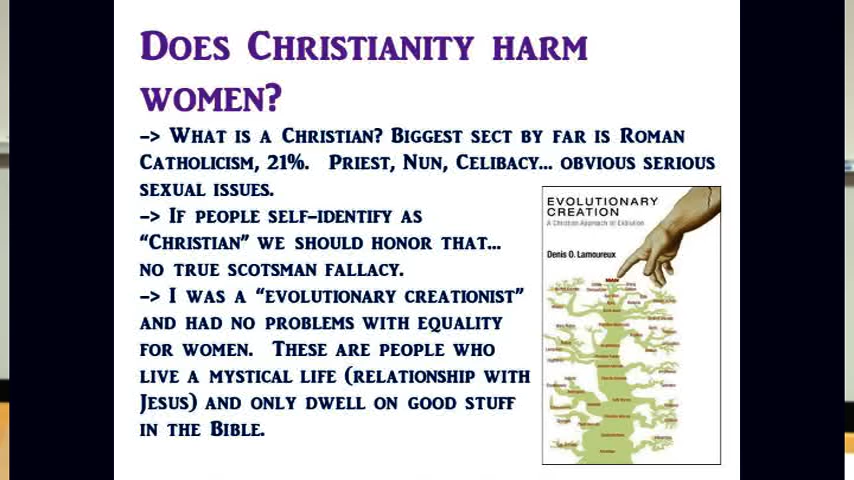 Does Christianity harm
women?
-> What is a Christian? Biggest sect by far is Roman
Catholicism, 21%. Priest, Nun, Celibacy... obvious serious
sexual issues.
-> If people self-identify as
"Christian" we should honor that...
no true scotsman fallacy.
-> I was a "evolutionary creationist"
and had no problems with equality
for women. These are people who
live a mystical life (relationship with
Jesus) and only dwell on good stuff
in the Bible.
EVOLUTIONARY
CREATION
A Christian Approach to Evolution
Denis O. Lamoureux